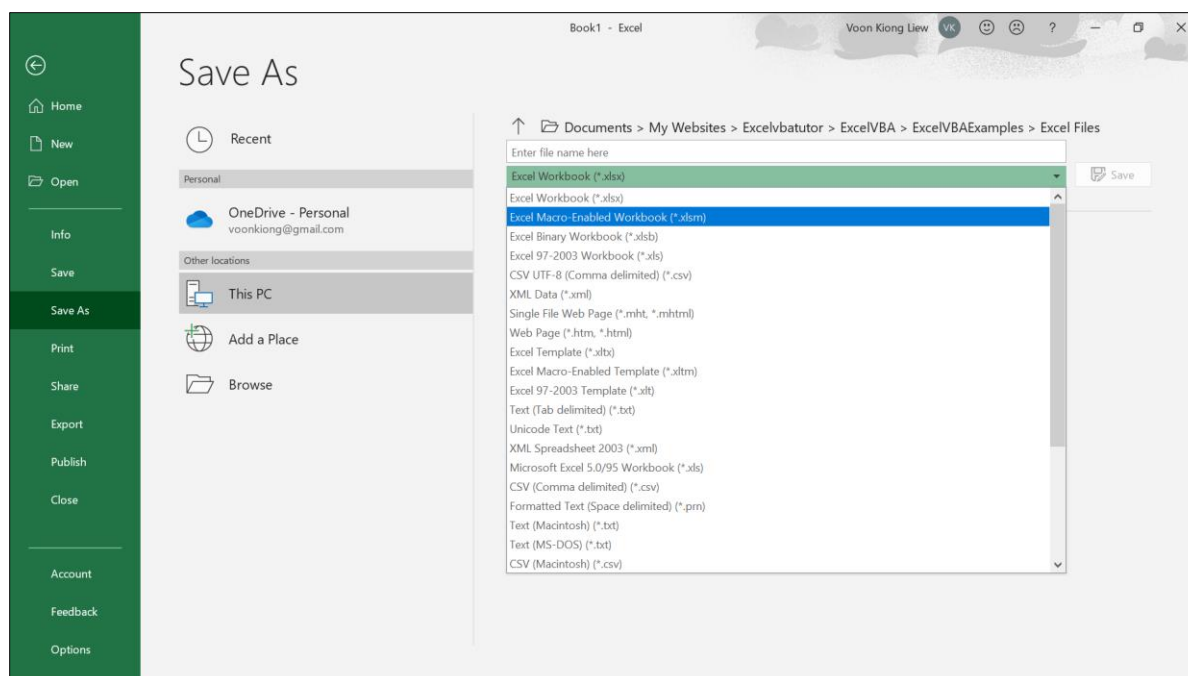 Book1 - Excel
Voon Kiong Liew VK ?
Home
New
Open
Info
Save
Save As
Print
Share
Export
Publish
Close
Account
Feedback
Options
Save As
Recent
Personal
OneDrive - Personal
voonkiong@gmail.com
Other locations
This PC
Add a Place
Browse
Documents > My Websites > Excelvbatutor > ExcelVBA > ExcelVBAExamples > Excel Files
Enter file name here
Excel Workbook (*.xlsx)
Save
Excel Workbook (*.xlsx)
Excel Macro-Enabled Workbook (*.xlsm)
Excel Binary Workbook (*.xlsb)
Excel 97-2003 Workbook (*.xls)
CSV UTF-8 (Comma delimited) (*.csv)
XML Data (*.xml)
Single File Web Page (*.mht, *.mhtml)
Web Page (*.htm, *.html)
Excel Template (*.xltx)
Excel Macro-Enabled Template (*.xltm)
Excel 97-2003 Template (*.xlt)
Text (Tab delimited) (*.txt)
Unicode Text (*.txt)
XML Spreadsheet 2003 (*.xml)
Microsoft Excel 5.0/95 Workbook (*.xls)
CSV (Comma delimited) (*.csv)
Formatted Text (Space delimited) (*.prn)
Text (Macintosh) (*.txt)
Text (MS-DOS) (*.txt)
CSV (Macintosh) (*.csv)